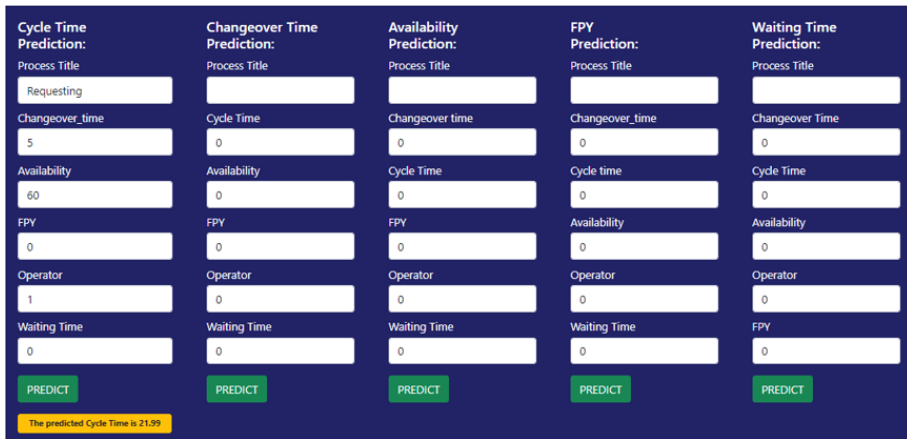 Cycle Time
Prediction:
Process Title
Requesting
Changeover_time
5
Availability
60
FPY
0
Operator
1
Waiting Time
0
PREDICT
The predicted Cycle Time is 21.99
Changeover Time
Prediction:
Process Title
Cycle Time
0
Availability
0
FPY
0
Operator
0
Waiting Time
0
PREDICT
Availability
Prediction:
Process Title
Changeover time
0
Cycle Time
0
FPY
0
Operator
0
Waiting Time
0
PREDICT
FPY
Prediction:
Process Title
Changeover_time
0
Cycle time
0
Availability
0
Operator
0
Waiting Time
0
PREDICT
Waiting Time
Prediction:
Process Title
Changeover Time
0
Cycle Time
0
Availability
0
Operator
0
FPY
0
PREDICT